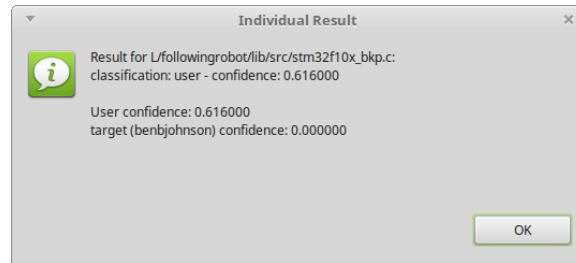 Individual Result
Result for L/followingrobot/lib/src/stm32f10x_bkp.c:
classification: user - confidence: 0.616000
User confidence: 0.616000
target (benbjohnson) confidence: 0.000000
OK